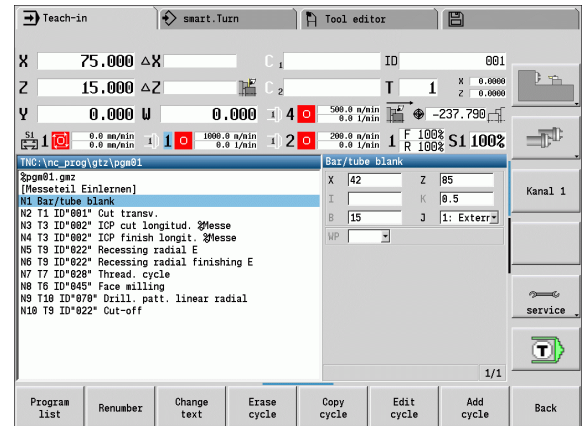 Teach-in smart.Turn Tool editor
X 75.000 △X C 1 ID 001
Z 15.000 △Z C 2 T 1 X 0.0000
Z 0.0000
Y 0.000 W 0.000 4 500.0 m/min
0.0 1/min -237.790
S1 1 0.0 mm/min
0.0 mm/min 1 1000.0 m/min
0.0 1/min 2 200.0 m/min
0.0 1/min 1 F 100%
R 100% S1 100%
TNC:\nc_prog\gtz\pgm01
%pgm01.gmz
[Messeteil Einlernen]
N1 Bar/tube blank
N2 T1 ID"001" Cut transv.
N3 T3 ID"002" ICP cut longitud. %Messe
N4 T3 ID"002" ICP finish longit. %Messe
N5 T9 ID"022" Recessing radial E
N6 T9 ID"022" Recessing radial finishing E
N7 T7 ID"028" Thread. cycle
N8 T6 ID"045" Face milling
N9 T10 ID"070" Drill. patt. linear radial
N10 T9 ID"022" Cut-off
Bar/tube blank
X 42 Z 85
I K 0.5
B 15 J 1: Extern
WP
1/1
Kanal 1
service
T
Program list
Renumber
Change text
Erase cycle
Copy cycle
Edit cycle
Add cycle
Back